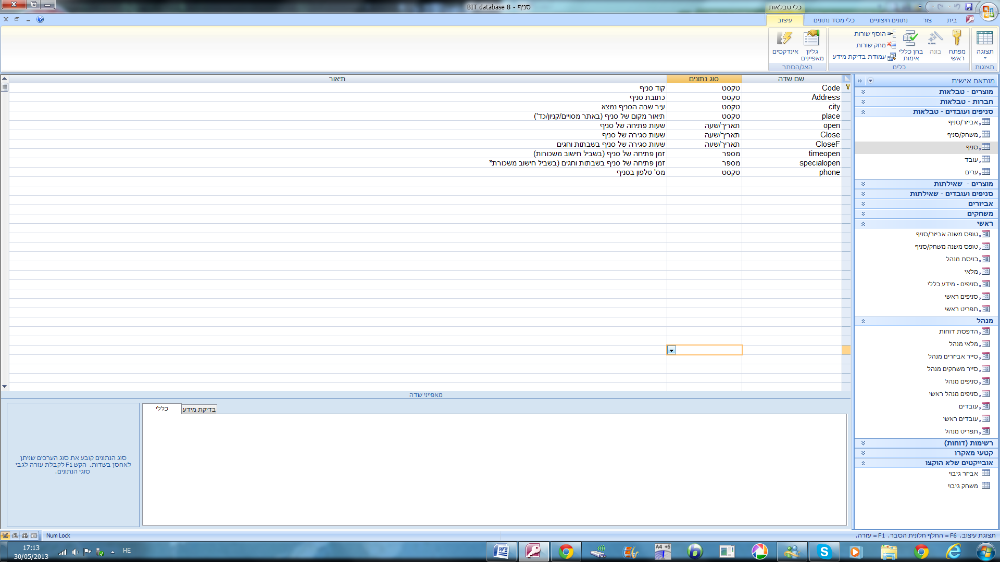 סניף - BIT database 8
כלי טבלאות
בית
צור
נתונים חיצוניים
כלי מסד נתונים
עיצוב
תצוגה
תצוגות
מפתח ראשי
בונה
בחן כללי אימות
הוסף שורות
מחק שורות
עמודת בדיקת מידע
כלים
גליון מאפיינים
אינדקסים
הצג/הסתר
מותאם אישית
מוצרים - טבלאות
חברות - טבלאות
סניפים ועובדים - טבלאות
אביזר/סניף
משחק/סניף
סניף
עובד
ערים
מוצרים - שאילתות
סניפים ועובדים - שאילתות
אביזרים
משחקים
ראשי
טופס משנה אביזר/סניף
טופס משנה משחק/סניף
כניסת מנהל
מלאי
סניפים - מידע כללי
סניפים ראשי
תפריט ראשי
מנהל
הדפסת דוחות
מלאי מנהל
סייר אביזרים מנהל
סייר משחקים מנהל
סניפים מנהל
סניפים מנהל ראשי
עובדים
עובדים ראשי
תפריט מנהל
רשימות (דוחות)
קטעי מאקרו
אובייקטים שלא הוקצו
אביזר גיבוי
משחק גיבוי
שם שדה סוג נתונים תיאור
Code טקסט קוד סניף
Address טקסט כתובת סניף
city טקסט עיר שבה הסניף נמצא
place טקסט תיאור מקום של סניף (באתר מסויים/קניון/כד')
open תאריך/שעה שעות פתיחה של סניף
Close תאריך/שעה שעות סגירה של סניף
CloseF תאריך/שעה שעות סגירה של סניף בשבתות וחגים
timeopen מספר זמן פתיחה של סניף (בשביל חישוב משכורות)
specialopen מספר זמן פתיחה של סניף בשבתות וחגים (בשביל חישוב משכורת*
phone טקסט מס' טלפון בסניף
מאפייני שדה
כללי
בדיקת מידע
סוג הנתונים קובע את סוג הערכים שניתן
לאחסן בשדות. הקש F1 לקבלת עזרה לגבי
סוגי הנתונים.
תצוגת עיצוב. F6 = החלף חלונית הסבר. F1 = עזרה.
Num Lock
HE
17:13
30/05/2013
A4 +5